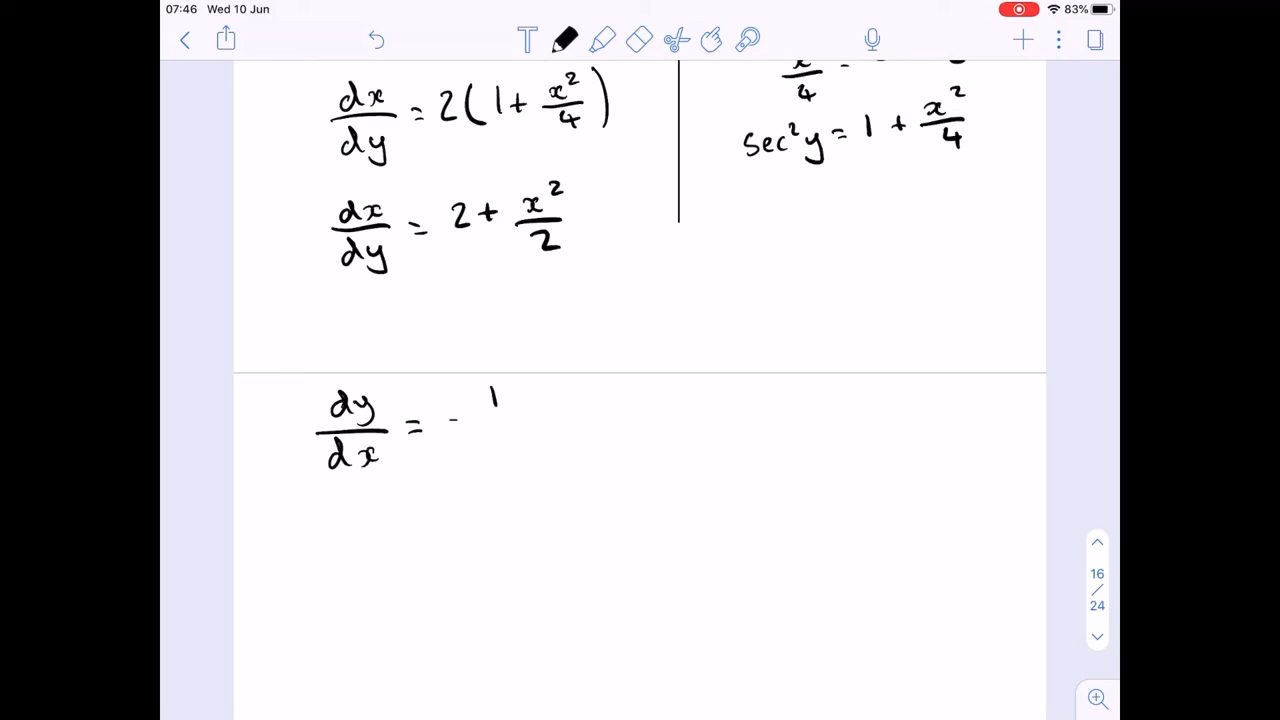 07:46 Wed 10 Jun
83%
T
dx/dy = 2(1 + x²/4)
dx/dy = 2 + x²/2
x/4 =
sec²y = 1 + x²/4
dy/dx = 1
16
/
24